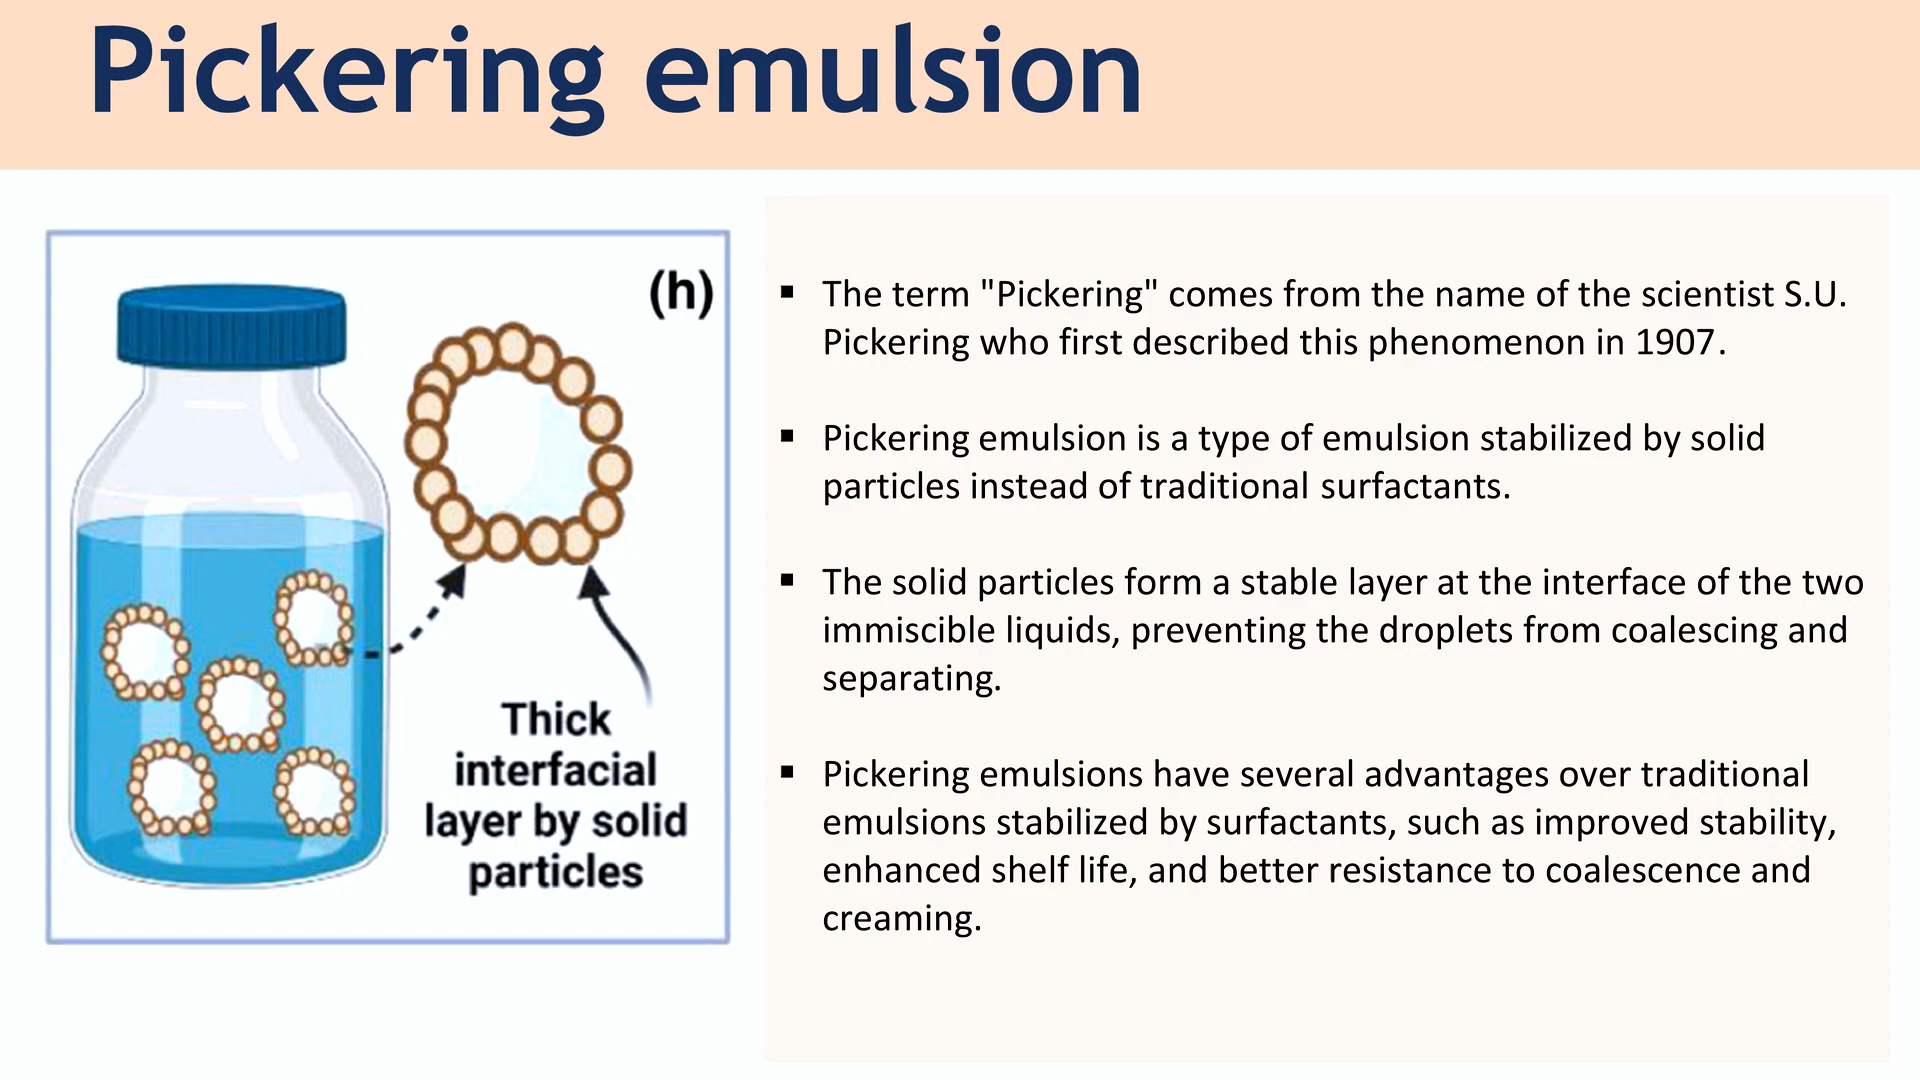 Pickering emulsion
(h)
Thick
interfacial
layer by solid
particles
▪ The term "Pickering" comes from the name of the scientist S.U.
Pickering who first described this phenomenon in 1907.
▪ Pickering emulsion is a type of emulsion stabilized by solid
particles instead of traditional surfactants.
▪ The solid particles form a stable layer at the interface of the two
immiscible liquids, preventing the droplets from coalescing and
separating.
▪ Pickering emulsions have several advantages over traditional
emulsions stabilized by surfactants, such as improved stability,
enhanced shelf life, and better resistance to coalescence and
creaming.